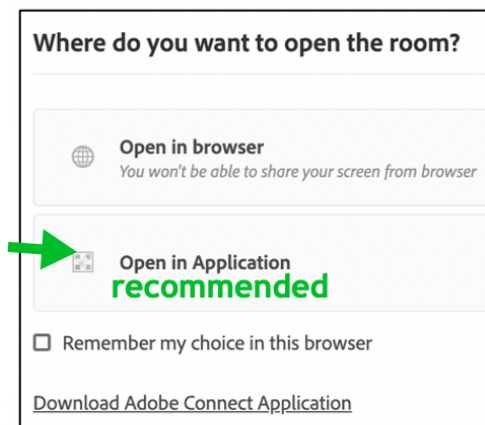 Where do you want to open the room?
Open in browser
You won't be able to share your screen from browser
Open in Application
recommended
Remember my choice in this browser
Download Adobe Connect Application